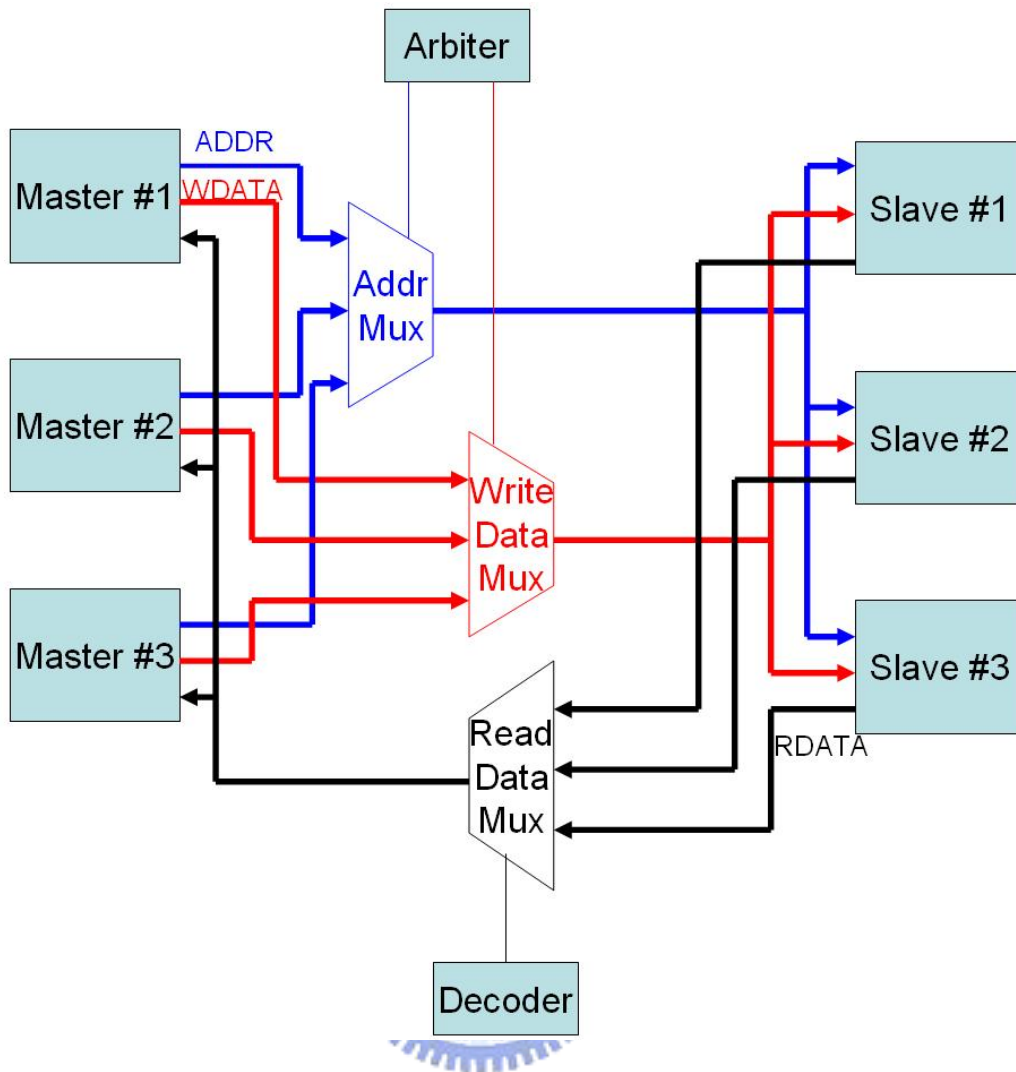 Arbiter
ADDR
WDATA
Master #1
Slave #1
Addr
Mux
Master #2
Slave #2
Write
Data
Mux
Master #3
Slave #3
Read
Data
Mux
RDATA
Decoder